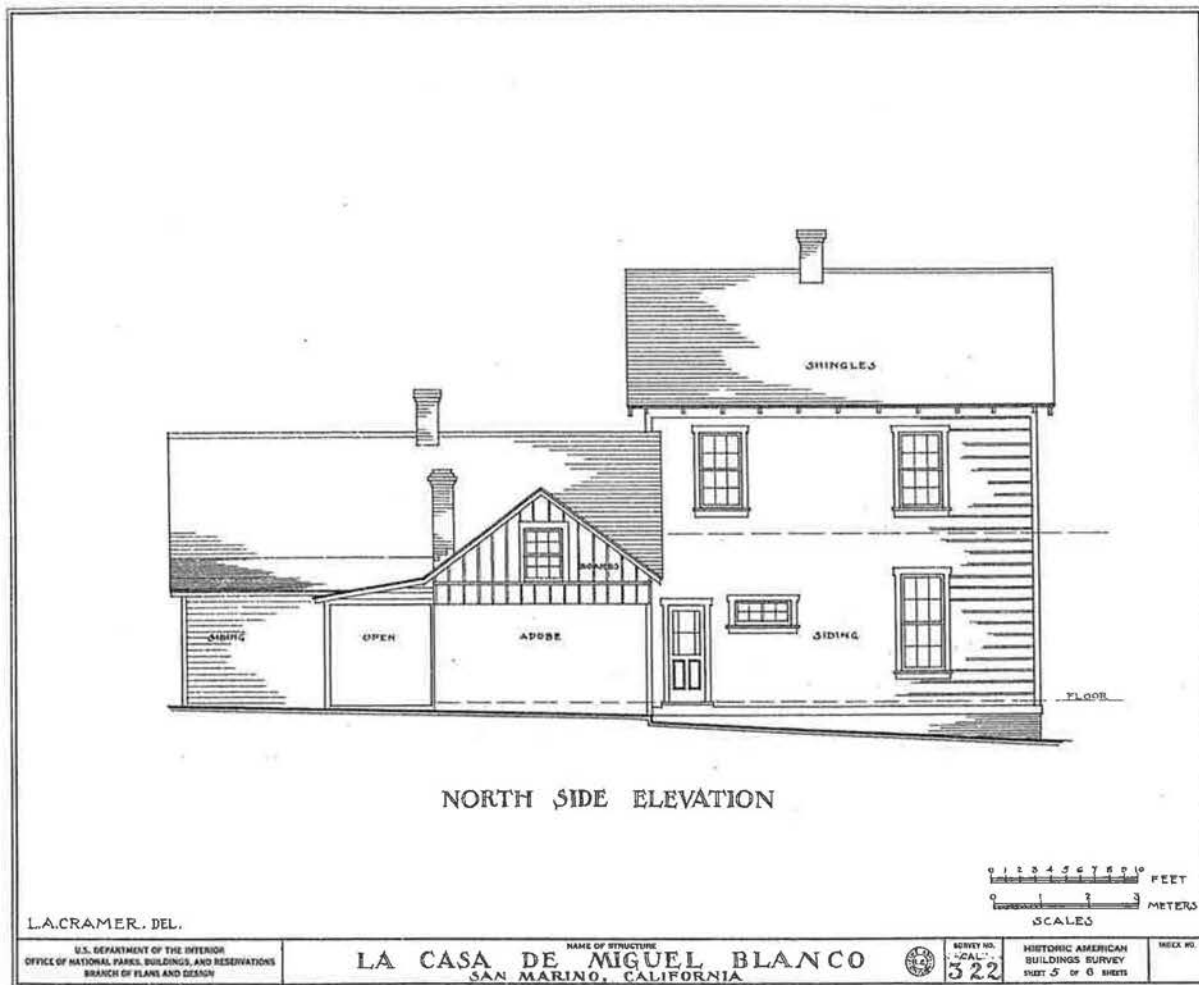 SHINGLES
BOARDS
SIDING
OPEN
ADOBE
SIDING
FLOOR
NORTH SIDE ELEVATION
0 1 2 3 4 5 6 7 8 9 10 FEET
0 1 2 3 METERS
SCALES
L.A.CRAMER. DEL.
U.S. DEPARTMENT OF THE INTERIOR
OFFICE OF NATIONAL PARKS, BUILDINGS, AND RESERVATIONS
BRANCH OF PLANS AND DESIGN
NAME OF STRUCTURE
LA CASA DE MIGUEL BLANCO
SAN MARINO, CALIFORNIA
SURVEY NO.
CAL.
322
HISTORIC AMERICAN
BUILDINGS SURVEY
SHEET 5 OF 6 SHEETS
INDEX NO.